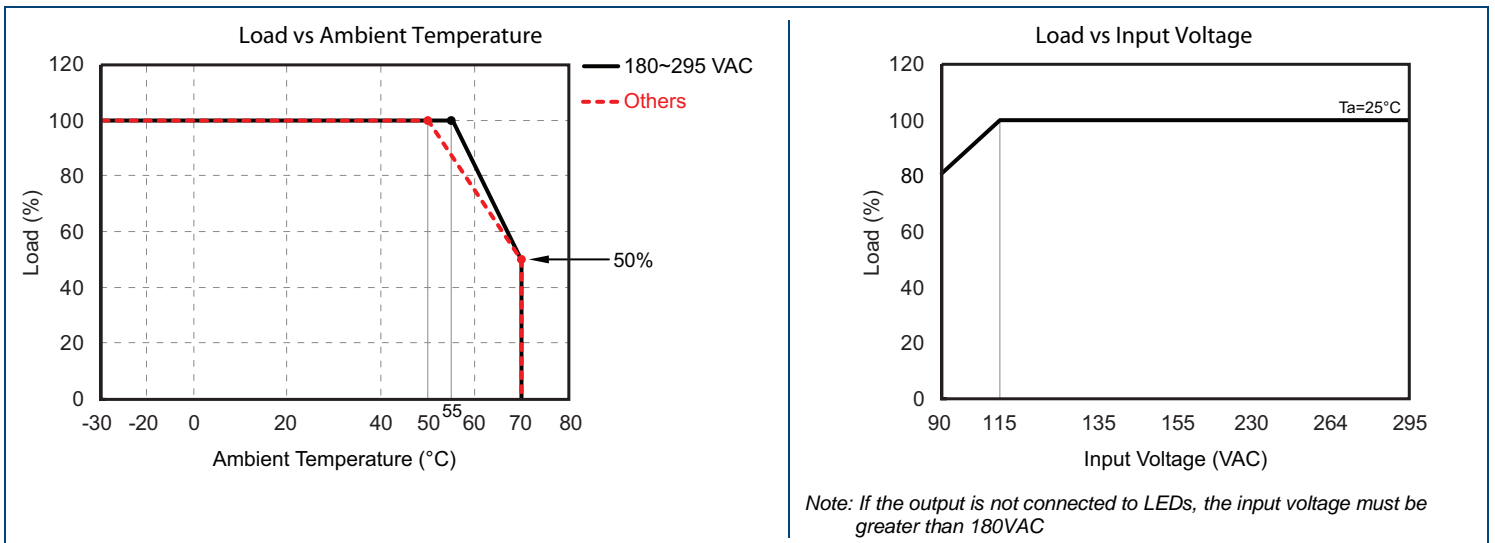 Load vs Ambient Temperature
180~295 VAC
Others
120
100
80
60
40
20
0
Load (%)
50%
-30 -20 0 20 40 50 55 60 70 80
Ambient Temperature (°C)
Load vs Input Voltage
Ta=25°C
120
100
80
60
40
20
0
Load (%)
90 115 135 155 230 264 295
Input Voltage (VAC)
Note: If the output is not connected to LEDs, the input voltage must be
greater than 180VAC